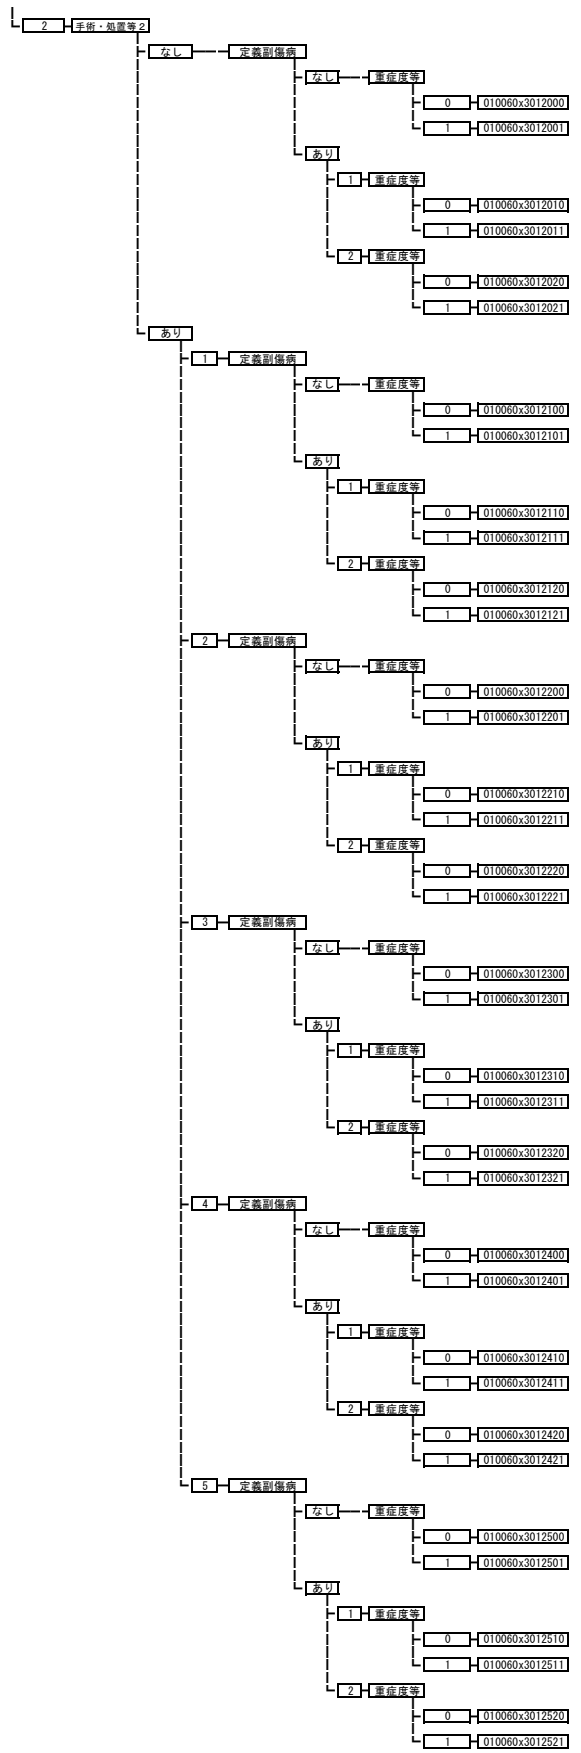 2 手術・処置等２
なし 定義副傷病
なし 重症度等
0 010060x3012000
1 010060x3012001
あり
1 重症度等
0 010060x3012010
1 010060x3012011
2 重症度等
0 010060x3012020
1 010060x3012021
あり
1 定義副傷病
なし 重症度等
0 010060x3012100
1 010060x3012101
あり
1 重症度等
0 010060x3012110
1 010060x3012111
2 重症度等
0 010060x3012120
1 010060x3012121
2 定義副傷病
なし 重症度等
0 010060x3012200
1 010060x3012201
あり
1 重症度等
0 010060x3012210
1 010060x3012211
2 重症度等
0 010060x3012220
1 010060x3012221
3 定義副傷病
なし 重症度等
0 010060x3012300
1 010060x3012301
あり
1 重症度等
0 010060x3012310
1 010060x3012311
2 重症度等
0 010060x3012320
1 010060x3012321
4 定義副傷病
なし 重症度等
0 010060x3012400
1 010060x3012401
あり
1 重症度等
0 010060x3012410
1 010060x3012411
2 重症度等
0 010060x3012420
1 010060x3012421
5 定義副傷病
なし 重症度等
0 010060x3012500
1 010060x3012501
あり
1 重症度等
0 010060x3012510
1 010060x3012511
2 重症度等
0 010060x3012520
1 010060x3012521